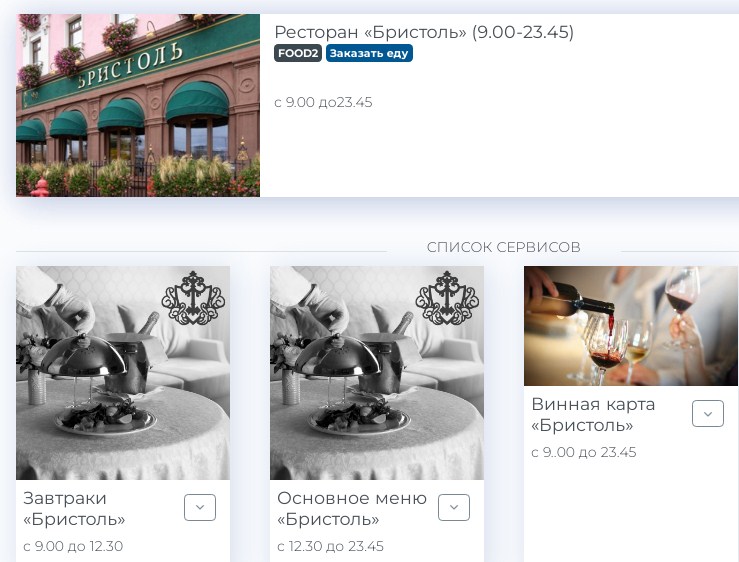 БРИСТОЛЬ
Ресторан «Бристоль» (9.00-23.45)
FOOD2 Заказать еду
с 9.00 до23.45
СПИСОК СЕРВИСОВ
Завтраки
«Бристоль»
с 9.00 до 12.30
Основное меню
«Бристоль»
с 12.30 до 23.45
Винная карта
«Бристоль»
с 9..00 до 23.45